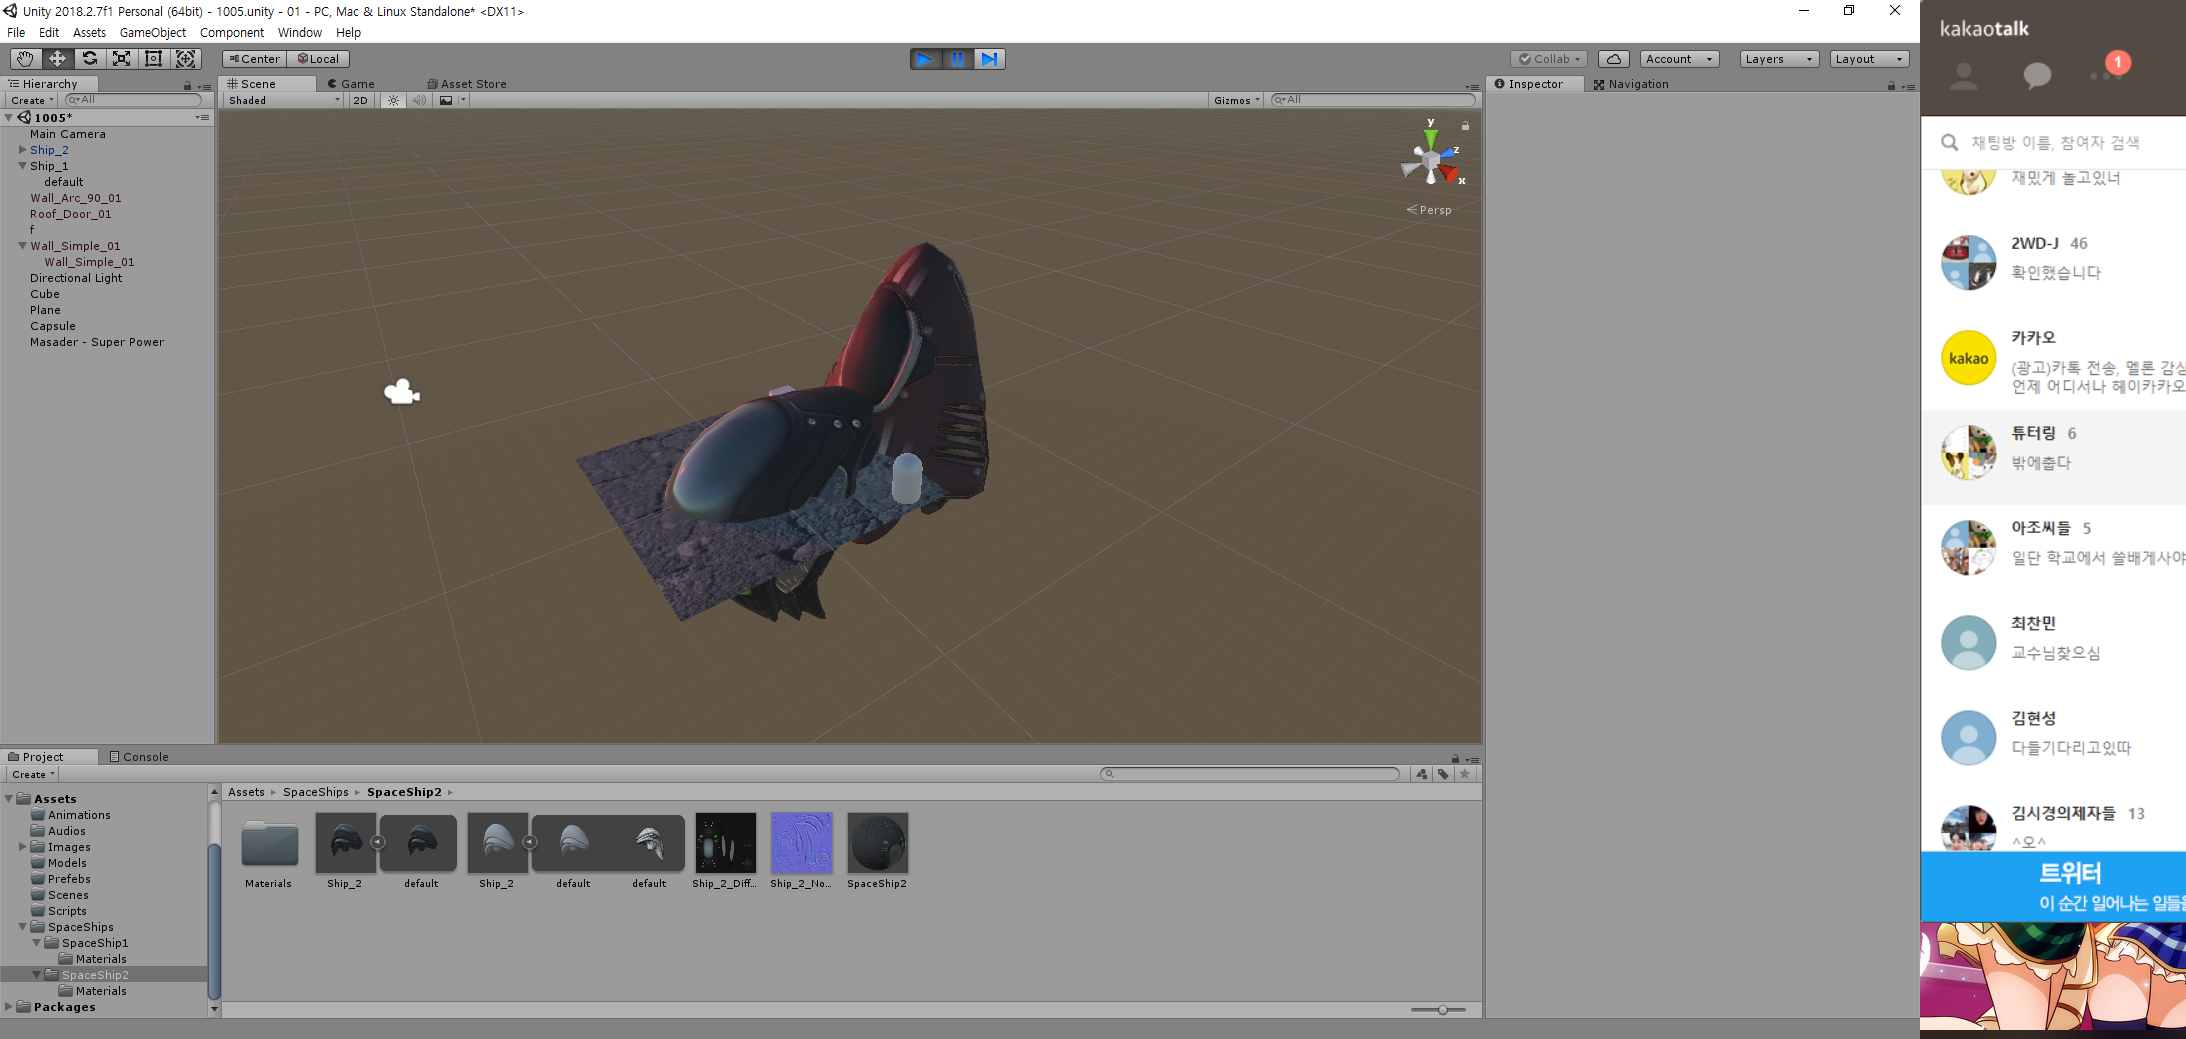 Unity 2018.2.7f1 Personal (64bit) - 1005.unity - 01 - PC, Mac & Linux Standalone* <DX11>
File Edit Assets GameObject Component Window Help
Center Local
Collab Account Layers Layout
Hierarchy
Create All
1005*
Main Camera
Ship_2
Ship_1
default
Wall_Arc_90_01
Roof_Door_01
f
Wall_Simple_01
Wall_Simple_01
Directional Light
Cube
Plane
Capsule
Masader - Super Power
Scene Game Asset Store
Shaded 2D Gizmos All
y
z
x
Persp
Inspector Navigation
Project Console
Create
Assets
Animations
Audios
Images
Models
Prefebs
Scenes
Scripts
SpaceShips
SpaceShip1
Materials
SpaceShip2
Materials
Packages
Assets SpaceShips SpaceShip2
Materials Ship_2 default Ship_2 default default Ship_2_Diff... Ship_2_No... SpaceShip2
kakaotalk
1
채팅방 이름, 참여자 검색
재밌게 놀고있너
2WD-J 46
확인했습니다
카카오
kakao
(광고)카톡 전송, 멜론 감상
언제 어디서나 헤이카카오
튜터링 6
밖에춥다
아조씨들 5
일단 학교에서 쓸배게사야
최찬민
교수님찾으심
김현성
다들기다리고있따
김시경의제자들 13
^오^
트위터
이 순간 일어나는 일들을